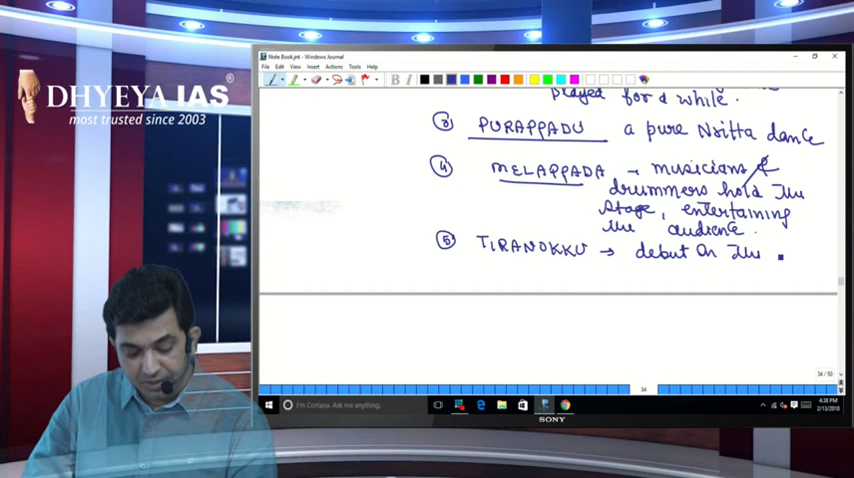 DHYEYA IAS®
most trusted since 2003
Note Book.jnt - Windows Journal
File Edit View Insert Actions Tools Help
played for a while.
③ PURAPPADU a pure Nritta dance
④ MELAPPADA → musicians &
drummers hold the
stage, entertaining
the audience.
⑤ TIRANOKKU → debut on the
34 / 50
34
I'm Cortana. Ask me anything.
4:38 PM
2/13/2018
SONY